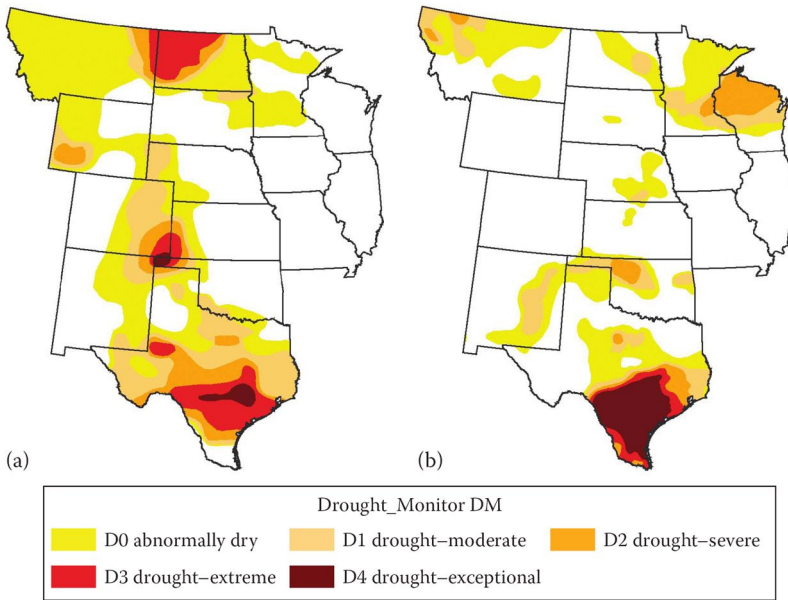 (a)
(b)
Drought_Monitor DM
D0 abnormally dry D1 drought–moderate D2 drought–severe
D3 drought–extreme D4 drought–exceptional